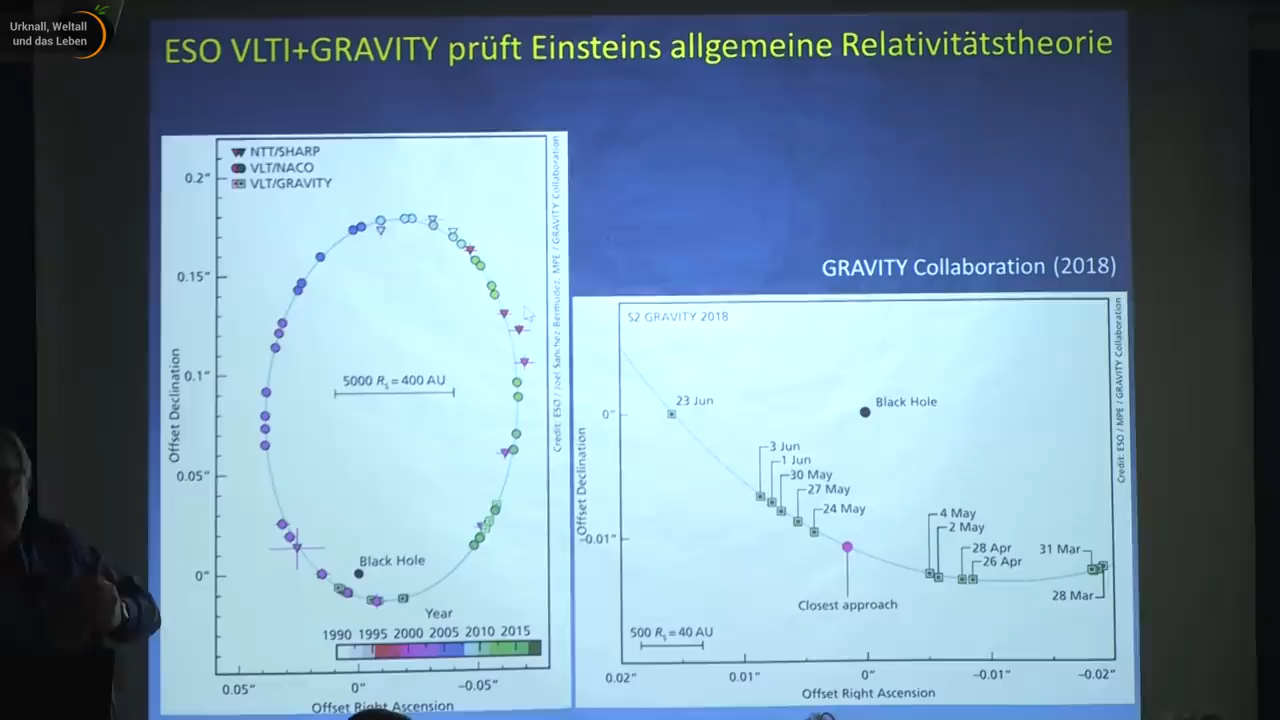 Urknall, Weltall
und das Leben
ESO VLTI+GRAVITY prüft Einsteins allgemeine Relativitätstheorie
NTT/SHARP
VLT/NACO
VLT/GRAVITY
0.2"
0.15"
0.1"
0.05"
0"
Offset Declination
5000 Rs = 400 AU
Black Hole
Year
1990 1995 2000 2005 2010 2015
0.05" 0" −0.05"
Offset Right Ascension
Credit: ESO / Joel Sanchez Bermudez, MPE / GRAVITY Collaboration
GRAVITY Collaboration (2018)
S2 GRAVITY 2018
23 Jun
Black Hole
0"
3 Jun
1 Jun
30 May
27 May
24 May
4 May
2 May
28 Apr
26 Apr
31 Mar
28 Mar
−0.01"
Closest approach
500 Rs = 40 AU
Offset Declination
0.02" 0.01" 0" −0.01" −0.02"
Offset Right Ascension
Credit: ESO / MPE / GRAVITY Collaboration